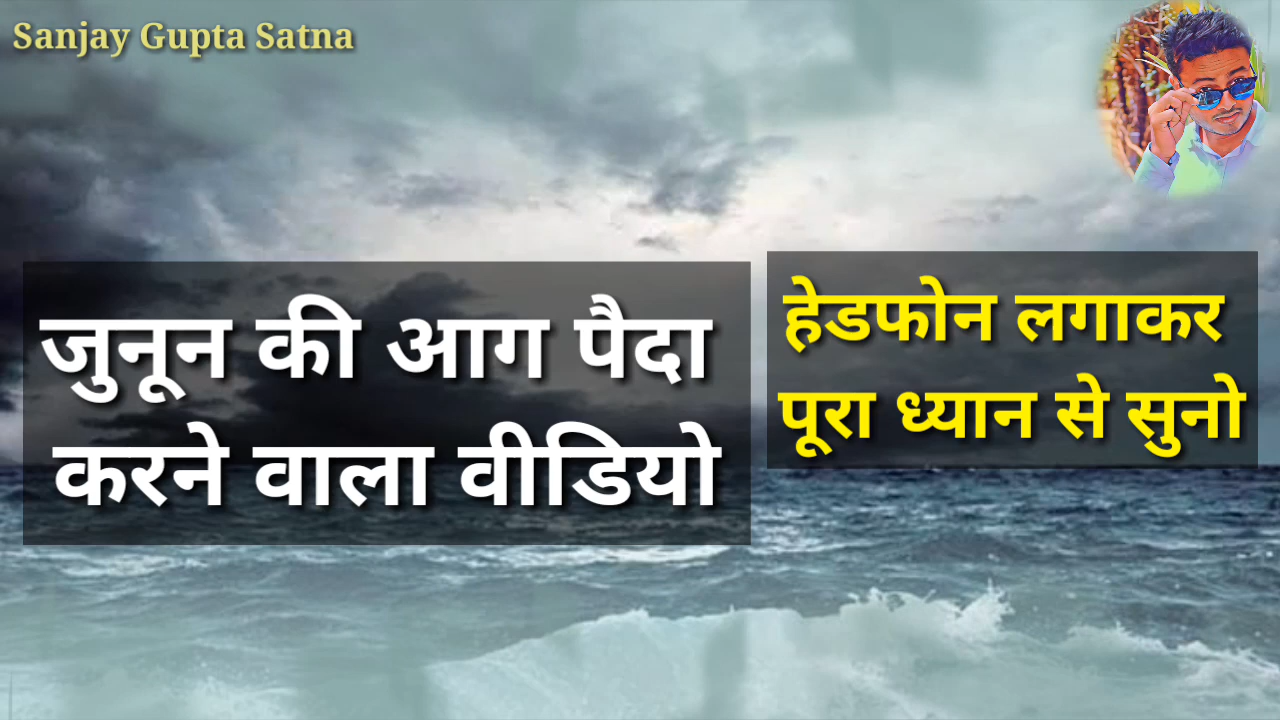 Sanjay Gupta Satna
जुनून की आग पैदा
करने वाला वीडियो
हेडफोन लगाकर
पूरा ध्यान से सुनो